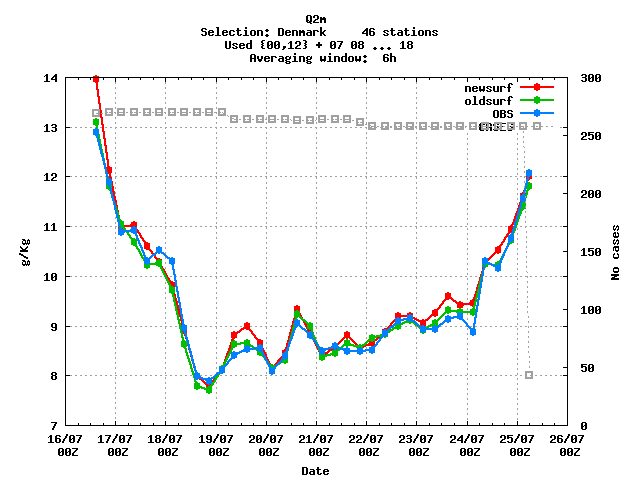 Q2m
Selection: Denmark 46 stations
Used {00,12} + 07 08 ... 18
Averaging window: 6h
newsurf
oldsurf
OBS
CASES
14
13
12
11
10
9
8
7
g/Kg
300
250
200
150
100
50
0
No cases
16/07 17/07 18/07 19/07 20/07 21/07 22/07 23/07 24/07 25/07 26/07
00Z 00Z 00Z 00Z 00Z 00Z 00Z 00Z 00Z 00Z 00Z
Date